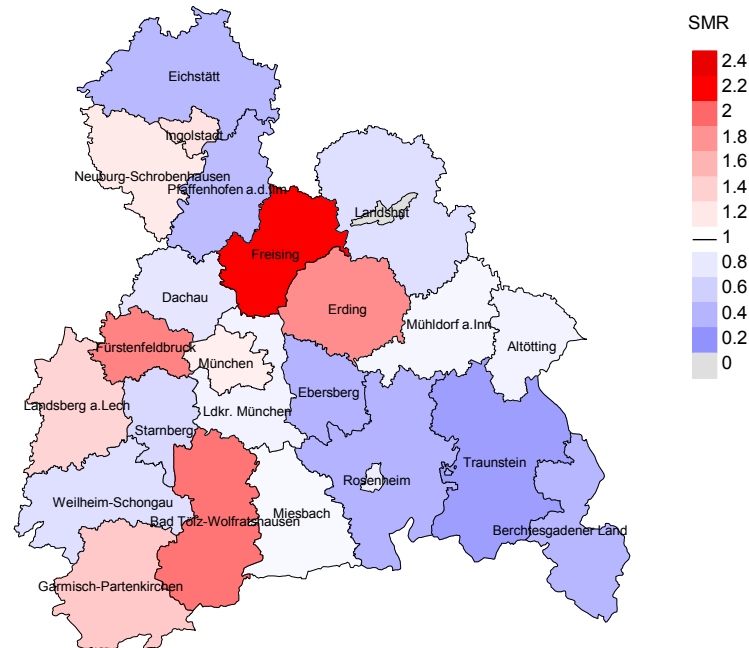 SMR
2.4
2.2
2
1.8
1.6
1.4
1.2
1
0.8
0.6
0.4
0.2
0
Eichstätt
Ingolstadt
Neuburg-Schrobenhausen
Pfaffenhofen a.d.Ilm
Landshut
Freising
Dachau
Erding
Mühldorf a.Inn
Altötting
Fürstenfeldbruck
München
Ebersberg
Landsberg a.Lech
Ldkr. München
Starnberg
Traunstein
Rosenheim
Weilheim-Schongau
Miesbach
Bad Tölz-Wolfratshausen
Berchtesgadener Land
Garmisch-Partenkirchen